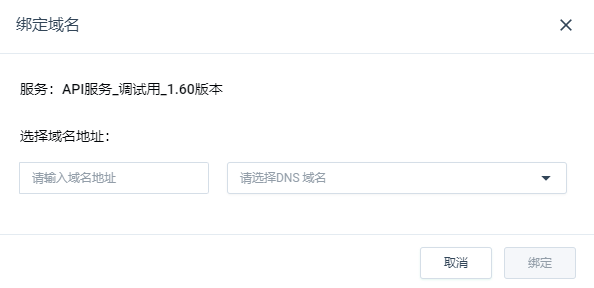 绑定域名
服务：API服务_调试用_1.60版本
选择域名地址：
请输入域名地址
请选择DNS 域名
取消
绑定